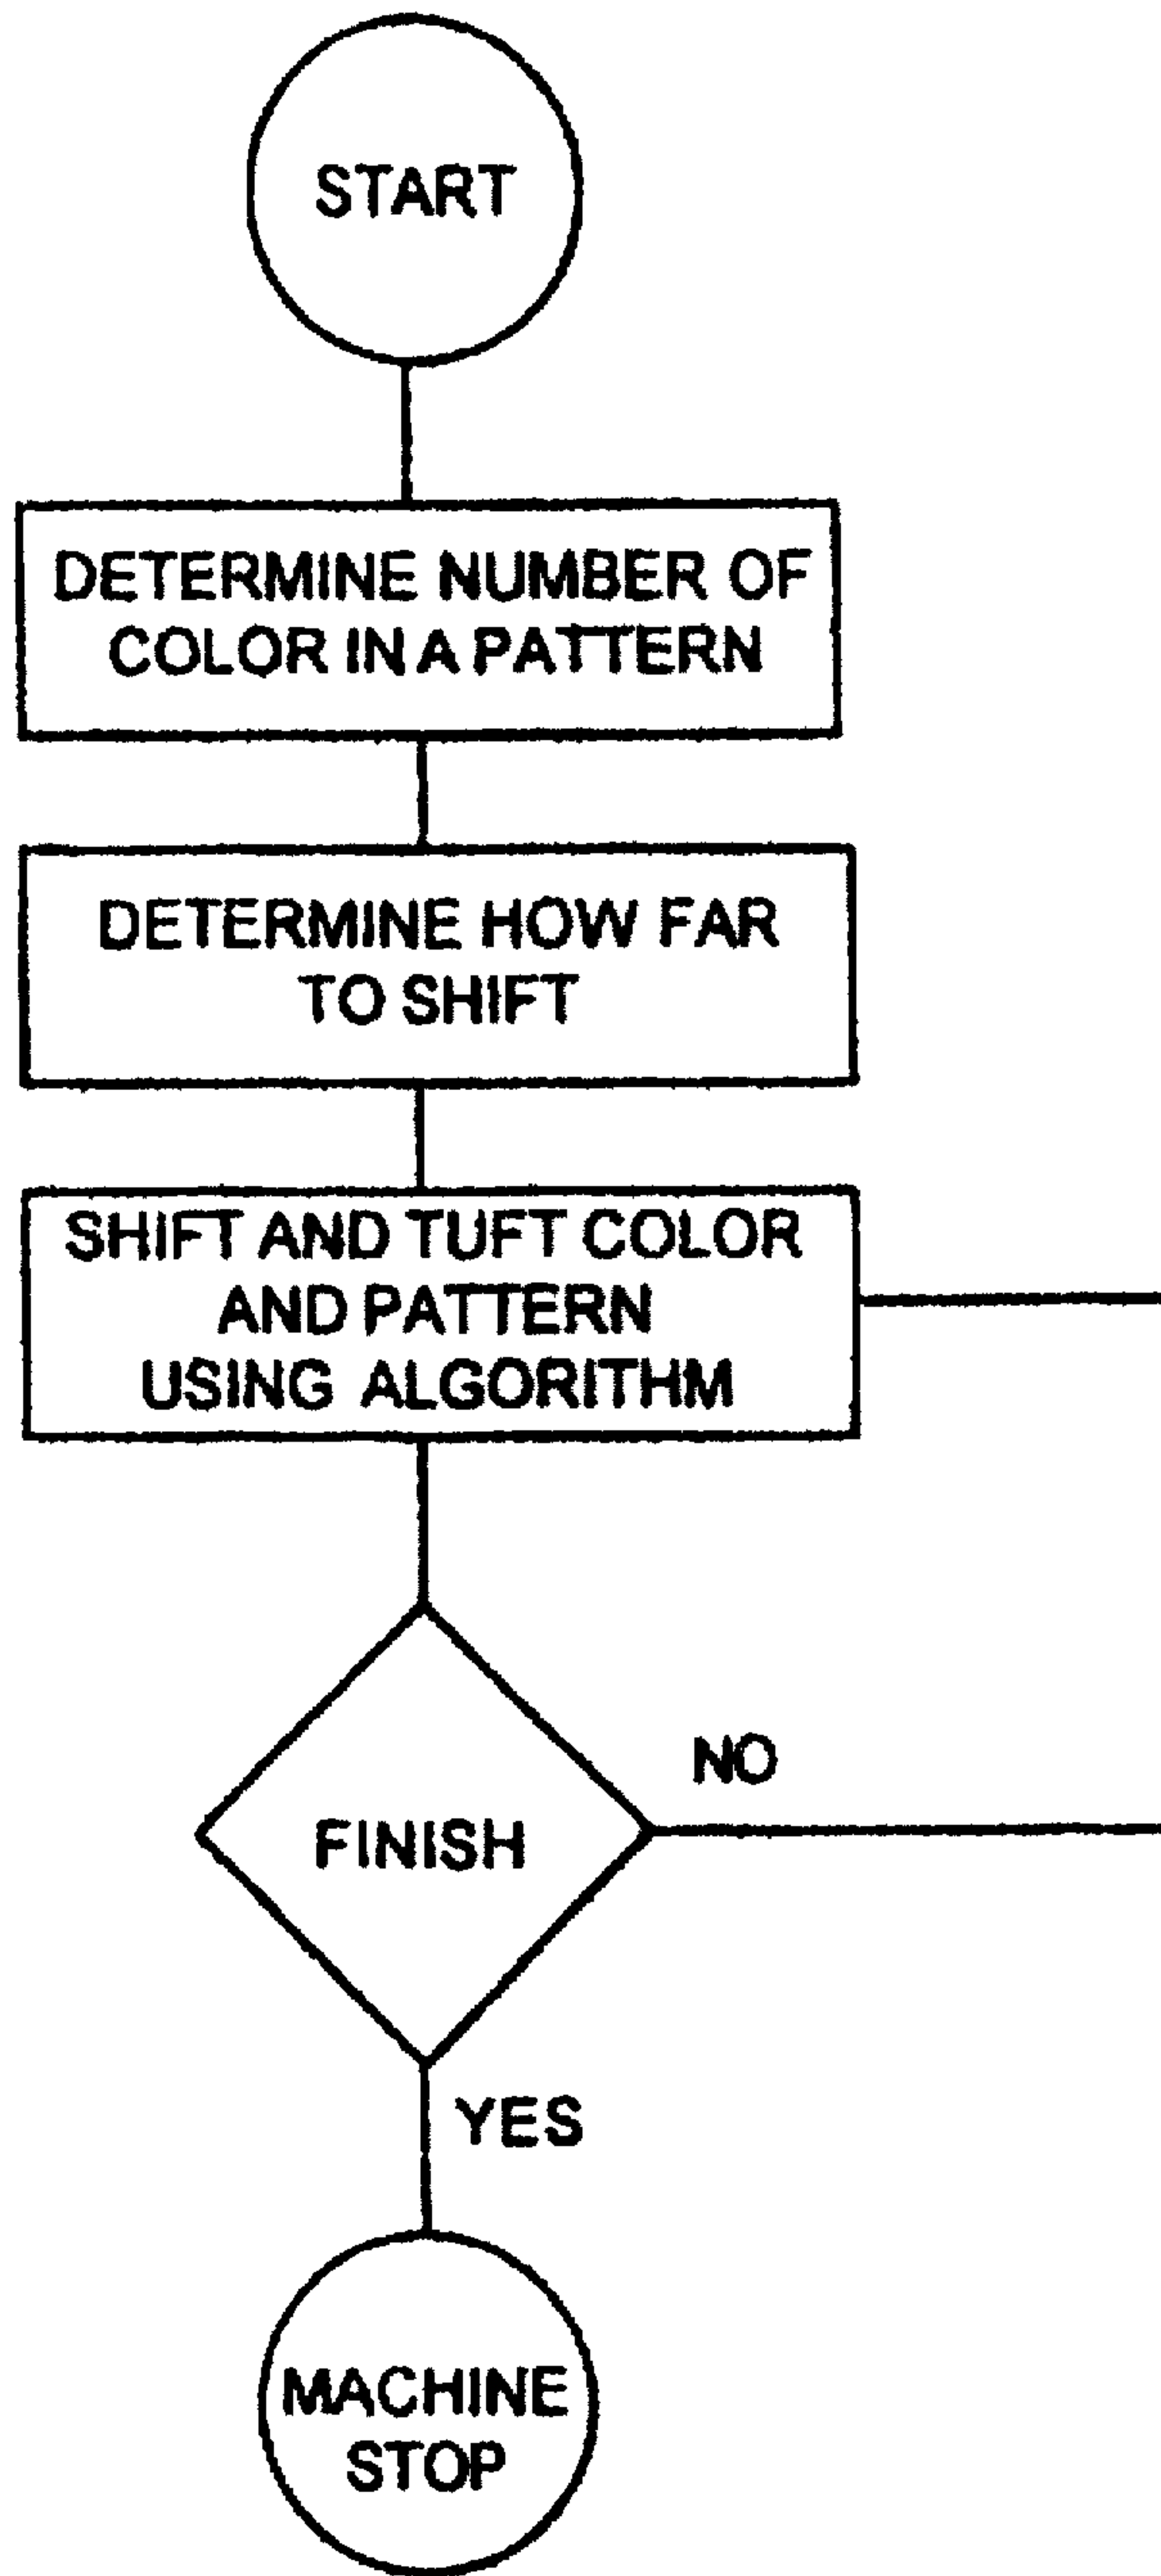 START
DETERMINE NUMBER OF
COLOR IN A PATTERN
DETERMINE HOW FAR
TO SHIFT
SHIFT AND TUFT COLOR
AND PATTERN
USING ALGORITHM
NO
FINISH
YES
MACHINE
STOP